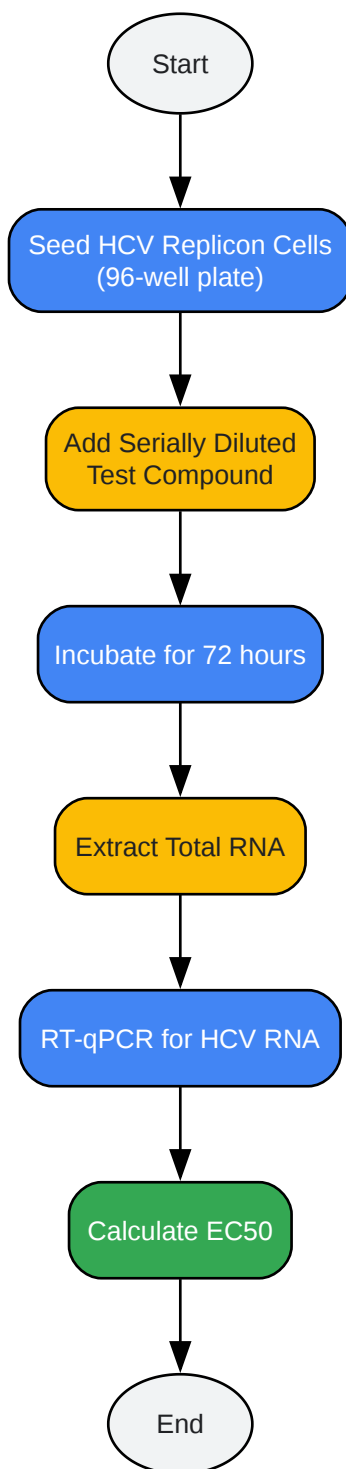 Start
Seed HCV Replicon Cells
(96-well plate)
Add Serially Diluted
Test Compound
Incubate for 72 hours
Extract Total RNA
RT-qPCR for HCV RNA
Calculate EC50
End